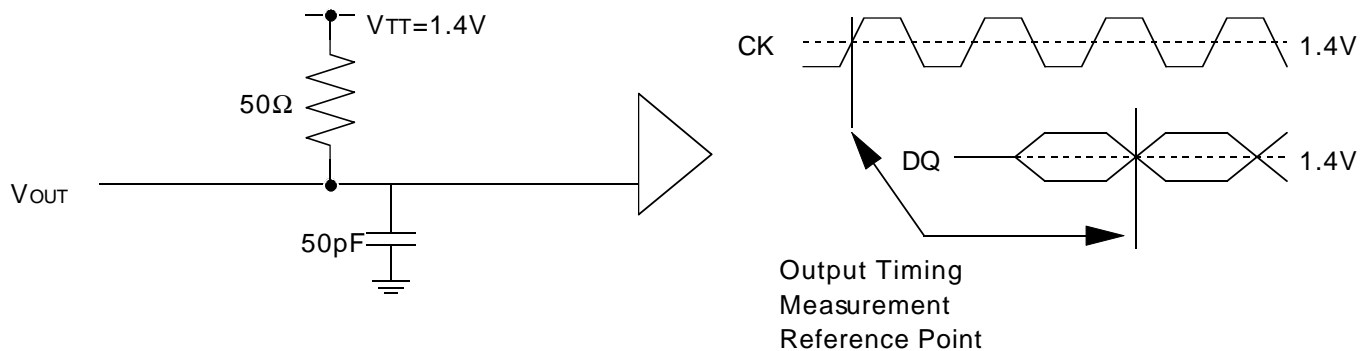 VTT=1.4V
50Ω
VOUT
50pF
CK
1.4V
DQ
1.4V
Output Timing
Measurement
Reference Point